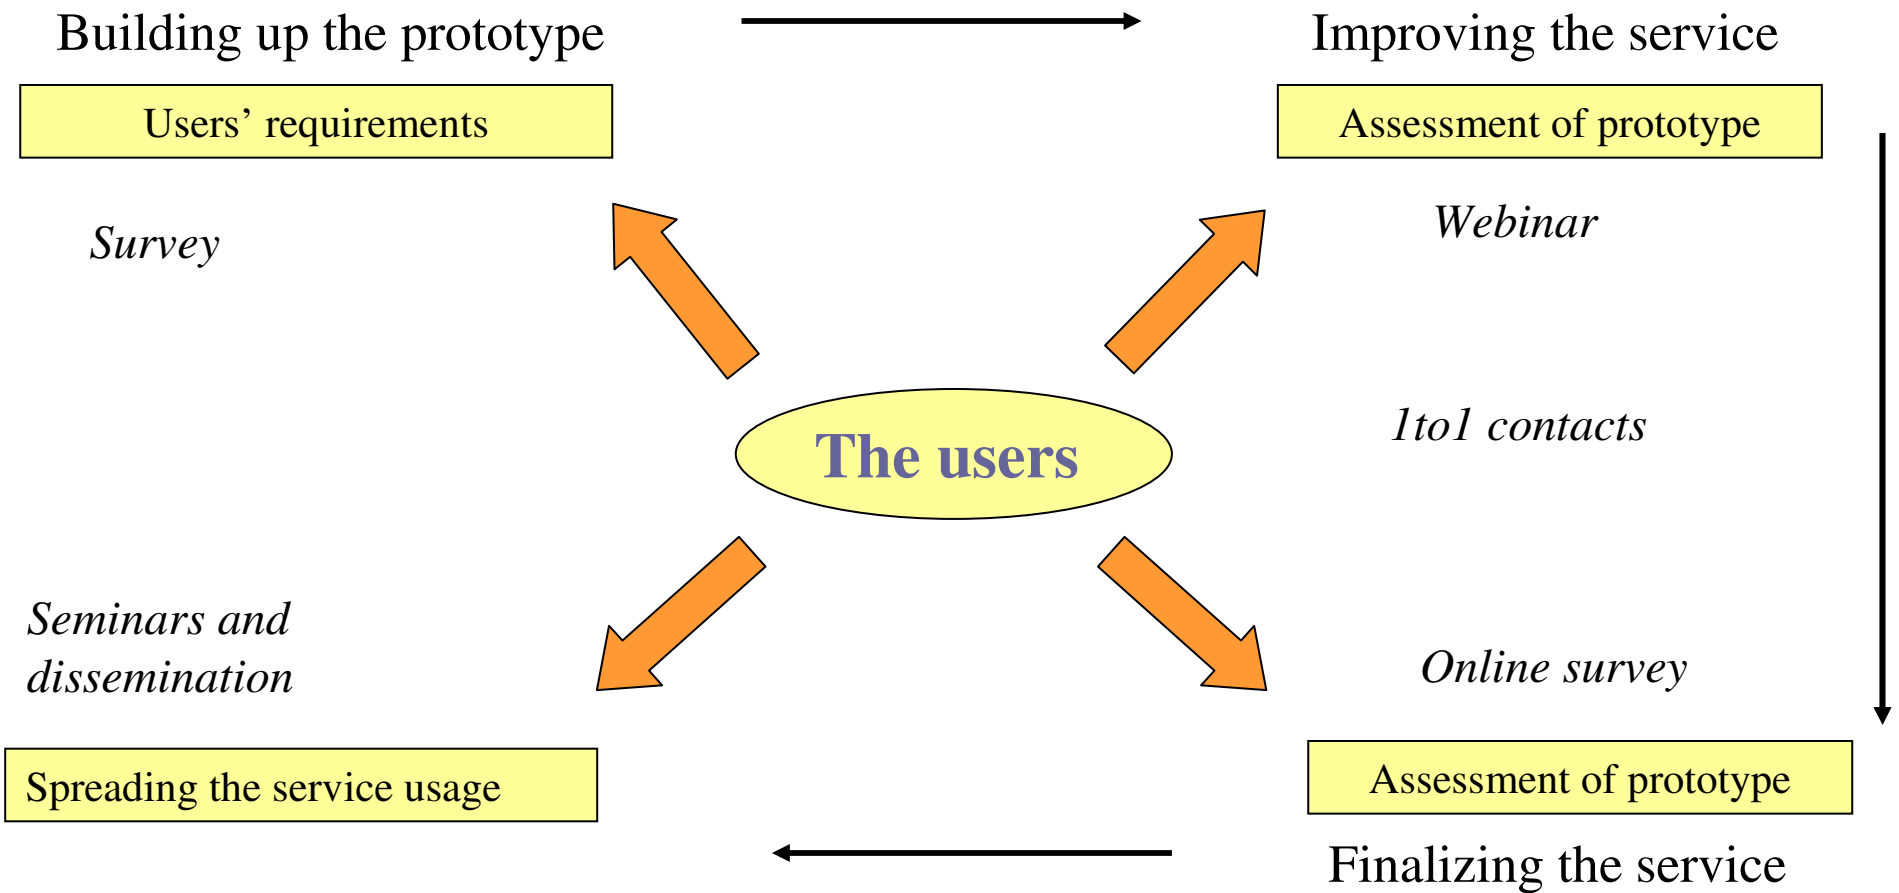 Building up the prototype
Improving the service
Users’ requirements
Assessment of prototype
Survey
Webinar
1to1 contacts
The users
Seminars and
dissemination
Online survey
Spreading the service usage
Assessment of prototype
Finalizing the service